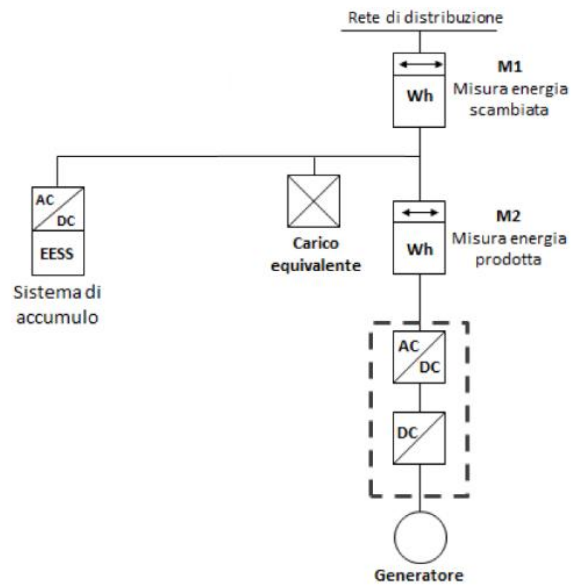 Rete di distribuzione
M1
Misura energia
scambiata
Wh
AC
DC
EESS
Sistema di
accumulo
Carico
equivalente
M2
Misura energia
prodotta
Wh
AC
DC
DC
Generatore